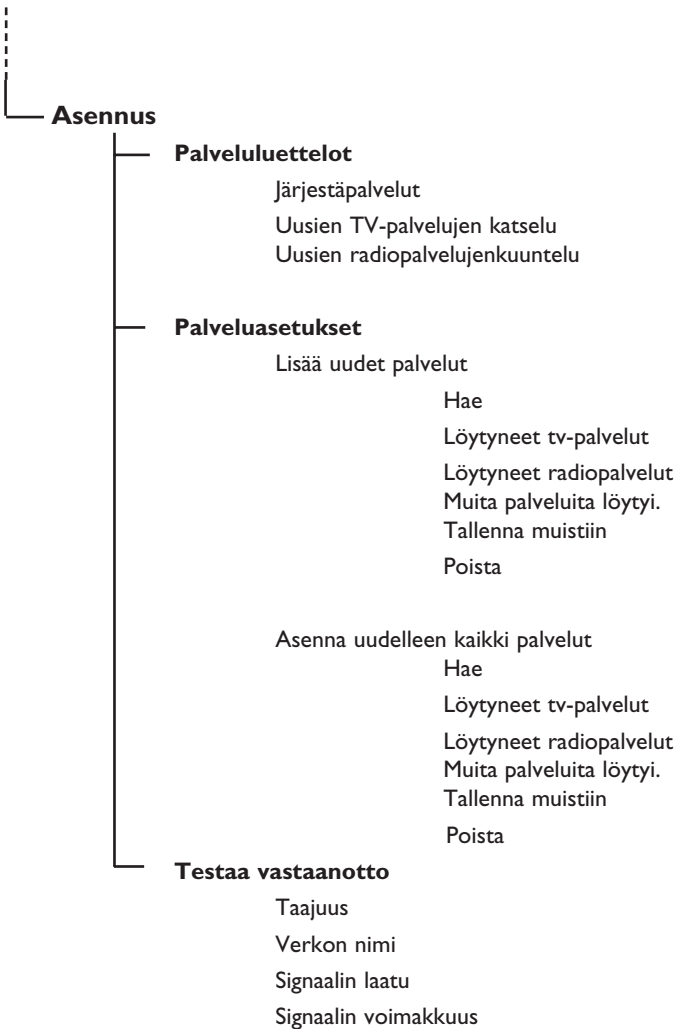 Asennus
Palveluluettelot
Järjestäpalvelut
Uusien TV-palvelujen katselu
Uusien radiopalvelujenkuuntelu
Palveluasetukset
Lisää uudet palvelut
Hae
Löytyneet tv-palvelut
Löytyneet radiopalvelut
Muita palveluita löytyi.
Tallenna muistiin
Poista
Asenna uudelleen kaikki palvelut
Hae
Löytyneet tv-palvelut
Löytyneet radiopalvelut
Muita palveluita löytyi.
Tallenna muistiin
Poista
Testaa vastaanotto
Taajuus
Verkon nimi
Signaalin laatu
Signaalin voimakkuus